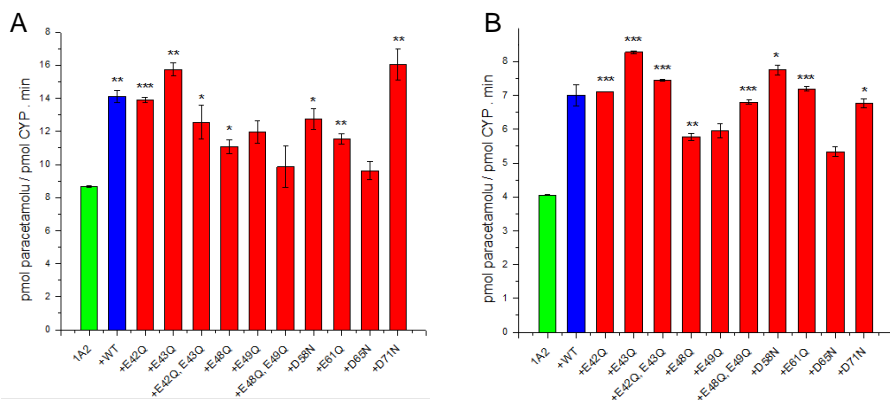 A
pmol paracetamolu / pmol CYP . min
16
14
12
10
8
6
4
2
0
**
***
**
*
*
*
**
**
1A2
+WT
+E42Q
+E43Q
+E42Q, E43Q
+E48Q
+E49Q
+E48Q, E49Q
+D58N
+E61Q
+D65N
+D71N
B
pmol paracetamolu / pmol CYP . min
8
7
6
5
4
3
2
1
0
***
***
***
**
***
*
***
*
1A2
+WT
+E42Q
+E43Q
+E42Q, E43Q
+E48Q
+E49Q
+E48Q, E49Q
+D58N
+E61Q
+D65N
+D71N